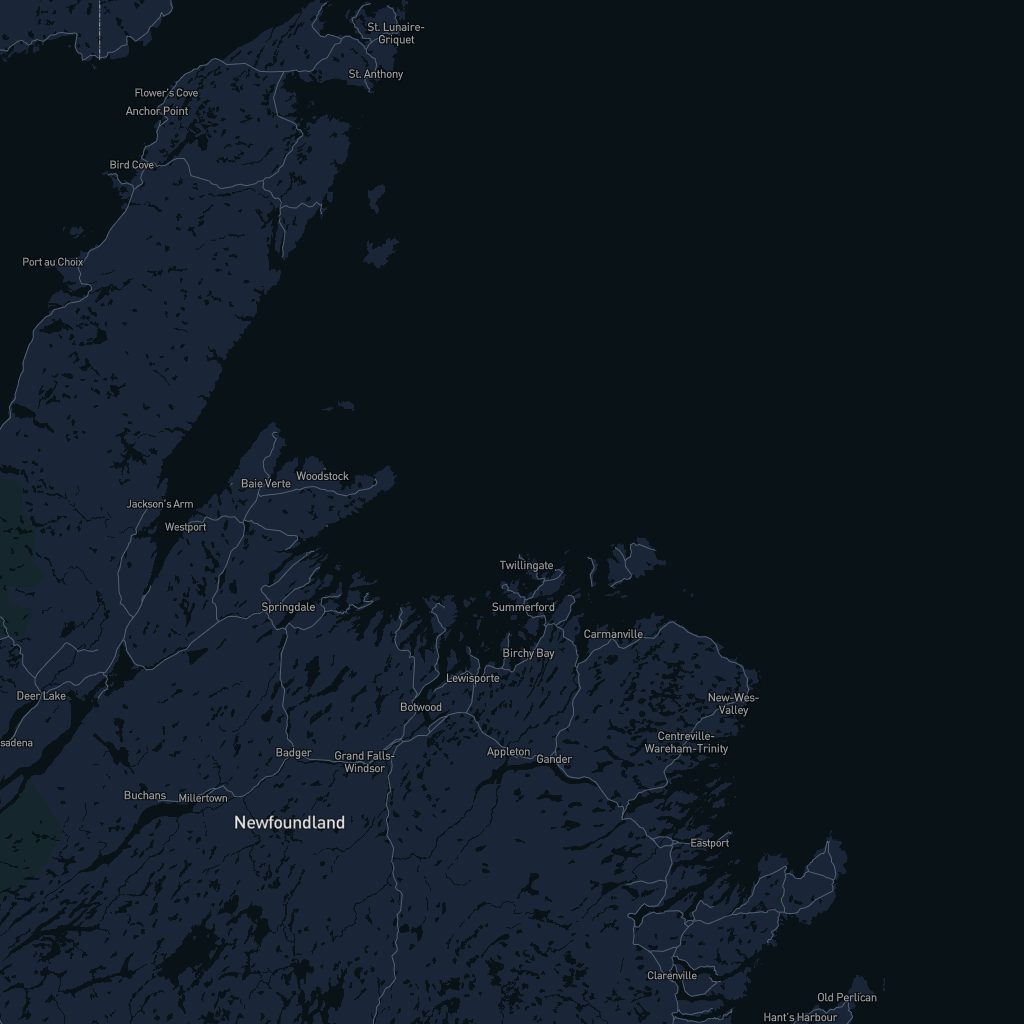 St. Lunaire-
Griquet
St. Anthony
Flower's Cove
Anchor Point
Bird Cove
Port au Choix
Woodstock
Baie Verte
Jackson's Arm
Westport
Twillingate
Springdale
Summerford
Carmanville
Birchy Bay
Lewisporte
Deer Lake
Botwood
New-Wes-
Valley
sadena
Centreville-
Wareham-Trinity
Badger
Grand Falls-
Windsor
Appleton
Gander
Buchans
Millertown
Newfoundland
Eastport
Clarenville
Old Perlican
Hant's Harbour